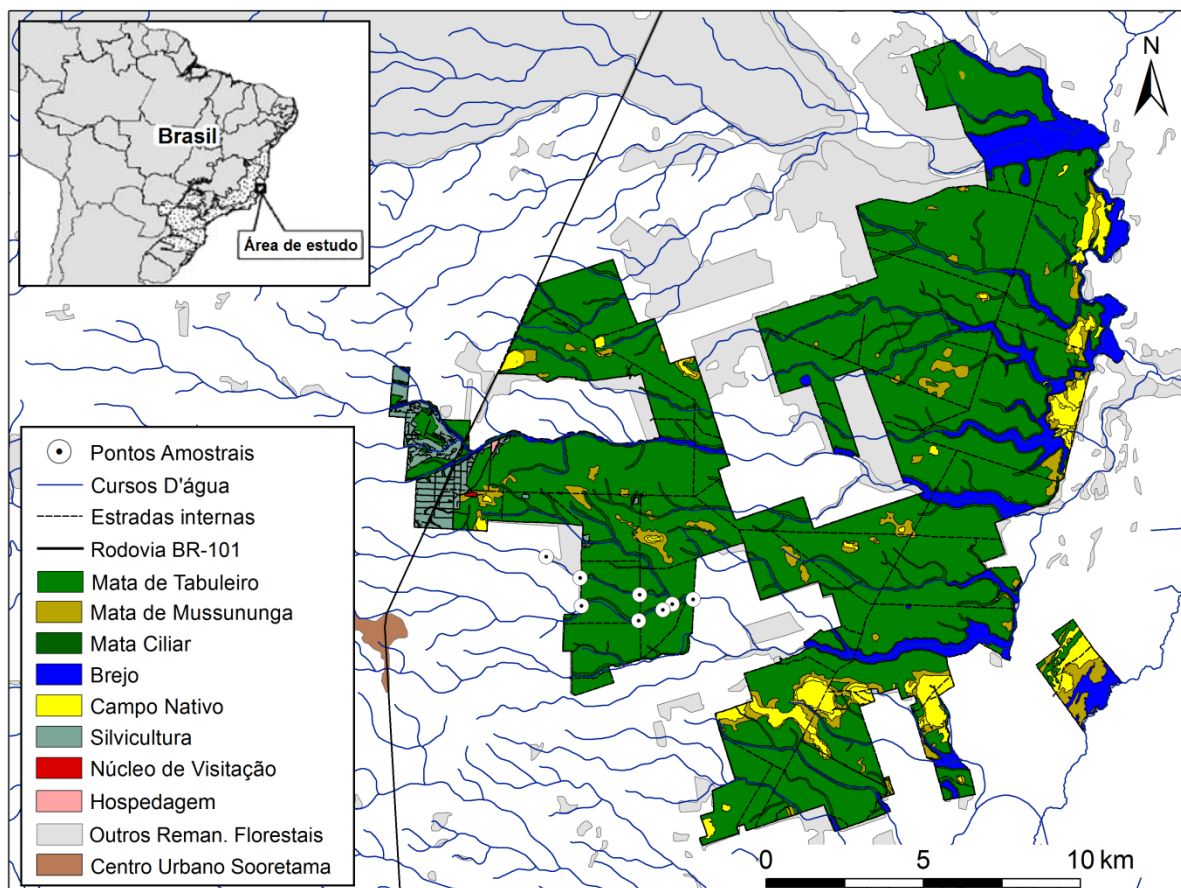 Brasil
Área de estudo
N
Pontos Amostrais
Cursos D'água
Estradas internas
Rodovia BR-101
Mata de Tabuleiro
Mata de Mussununga
Mata Ciliar
Brejo
Campo Nativo
Silvicultura
Núcleo de Visitação
Hospedagem
Outros Reman. Florestais
Centro Urbano Sooretama
0 5 10 km